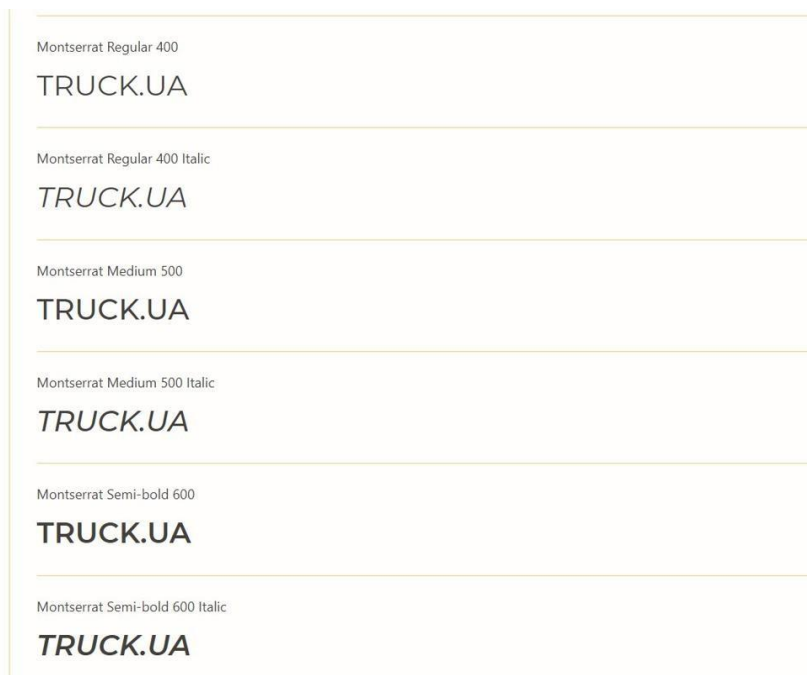 Montserrat Regular 400
TRUCK.UA
Montserrat Regular 400 Italic
TRUCK.UA
Montserrat Medium 500
TRUCK.UA
Montserrat Medium 500 Italic
TRUCK.UA
Montserrat Semi-bold 600
TRUCK.UA
Montserrat Semi-bold 600 Italic
TRUCK.UA